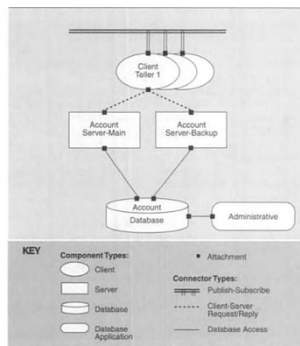 Client
Teller 1
Account
Server-Main
Account
Server-Backup
Account
Database
Administrative
KEY
Component Types:
Client
Server
Database
Database
Application
Attachment
Connector Types:
Publish-Subscribe
Client-Server
Request/Reply
Database Access